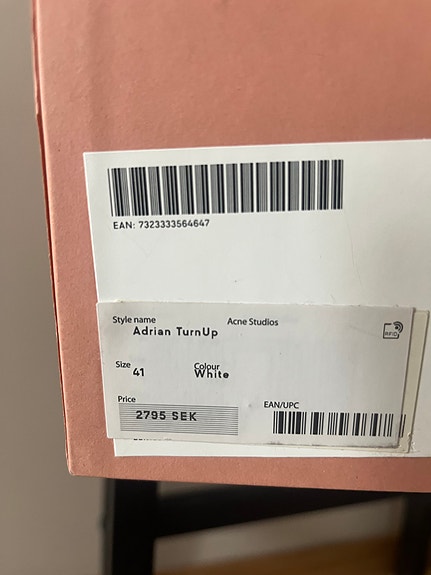 EAN: 7323333564647
Style name Acne Studios
Adrian TurnUp
RFID
Size Colour
41 White
Price
2795 SEK
EAN/UPC